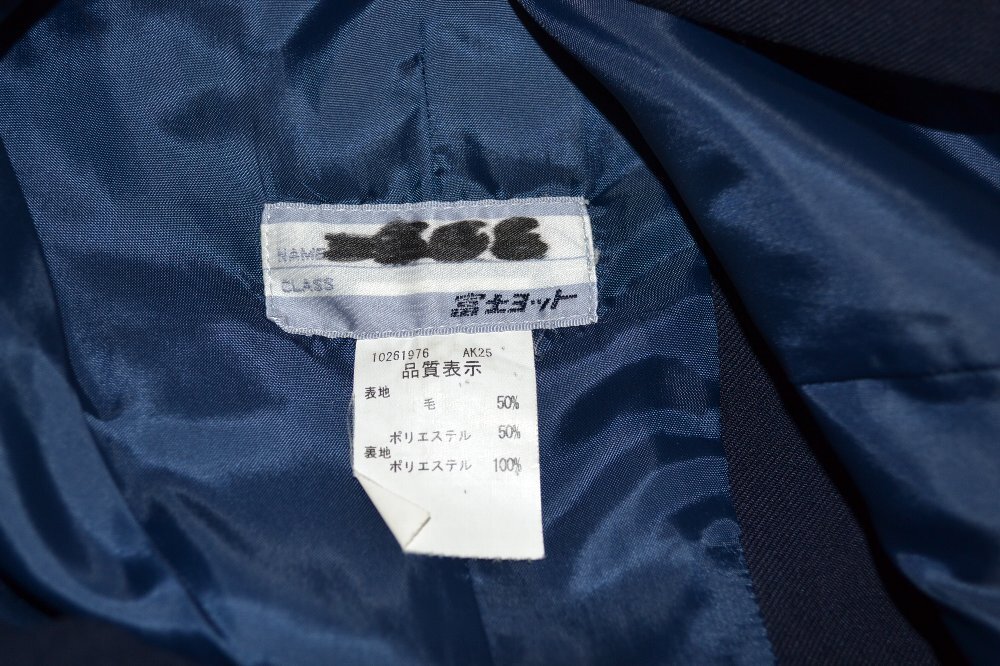 NAME
CLASS
富士ヨット
10261976 AK25
品質表示
表地
毛 50%
ポリエステル 50%
裏地
ポリエステル 100%